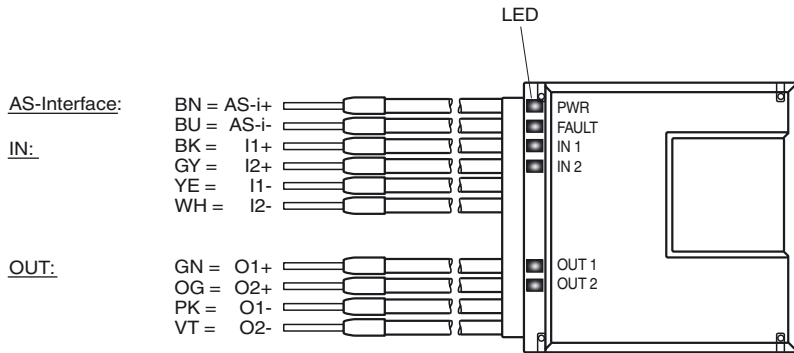 LED
AS-Interface:
BN = AS-i+
BU = AS-i-
IN:
BK = I1+
GY = I2+
YE = I1-
WH = I2-
OUT:
GN = O1+
OG = O2+
PK = O1-
VT = O2-
PWR
FAULT
IN 1
IN 2
OUT 1
OUT 2